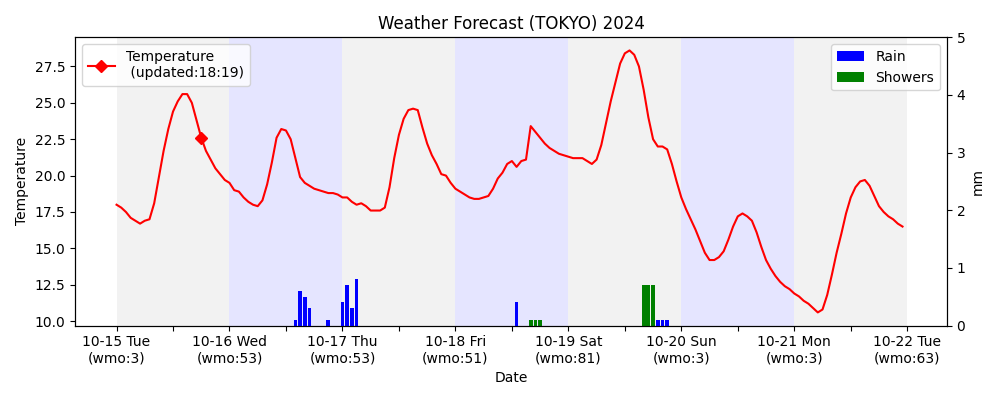 Weather Forecast (TOKYO) 2024
Temperature
(updated:18:19)
Rain
Showers
27.5
25.0
22.5
20.0
17.5
15.0
12.5
10.0
Temperature
5
4
3
2
1
0
mm
10-15 Tue
(wmo:3)
10-16 Wed
(wmo:53)
10-17 Thu
(wmo:53)
10-18 Fri
(wmo:51)
10-19 Sat
(wmo:81)
10-20 Sun
(wmo:3)
10-21 Mon
(wmo:3)
10-22 Tue
(wmo:63)
Date